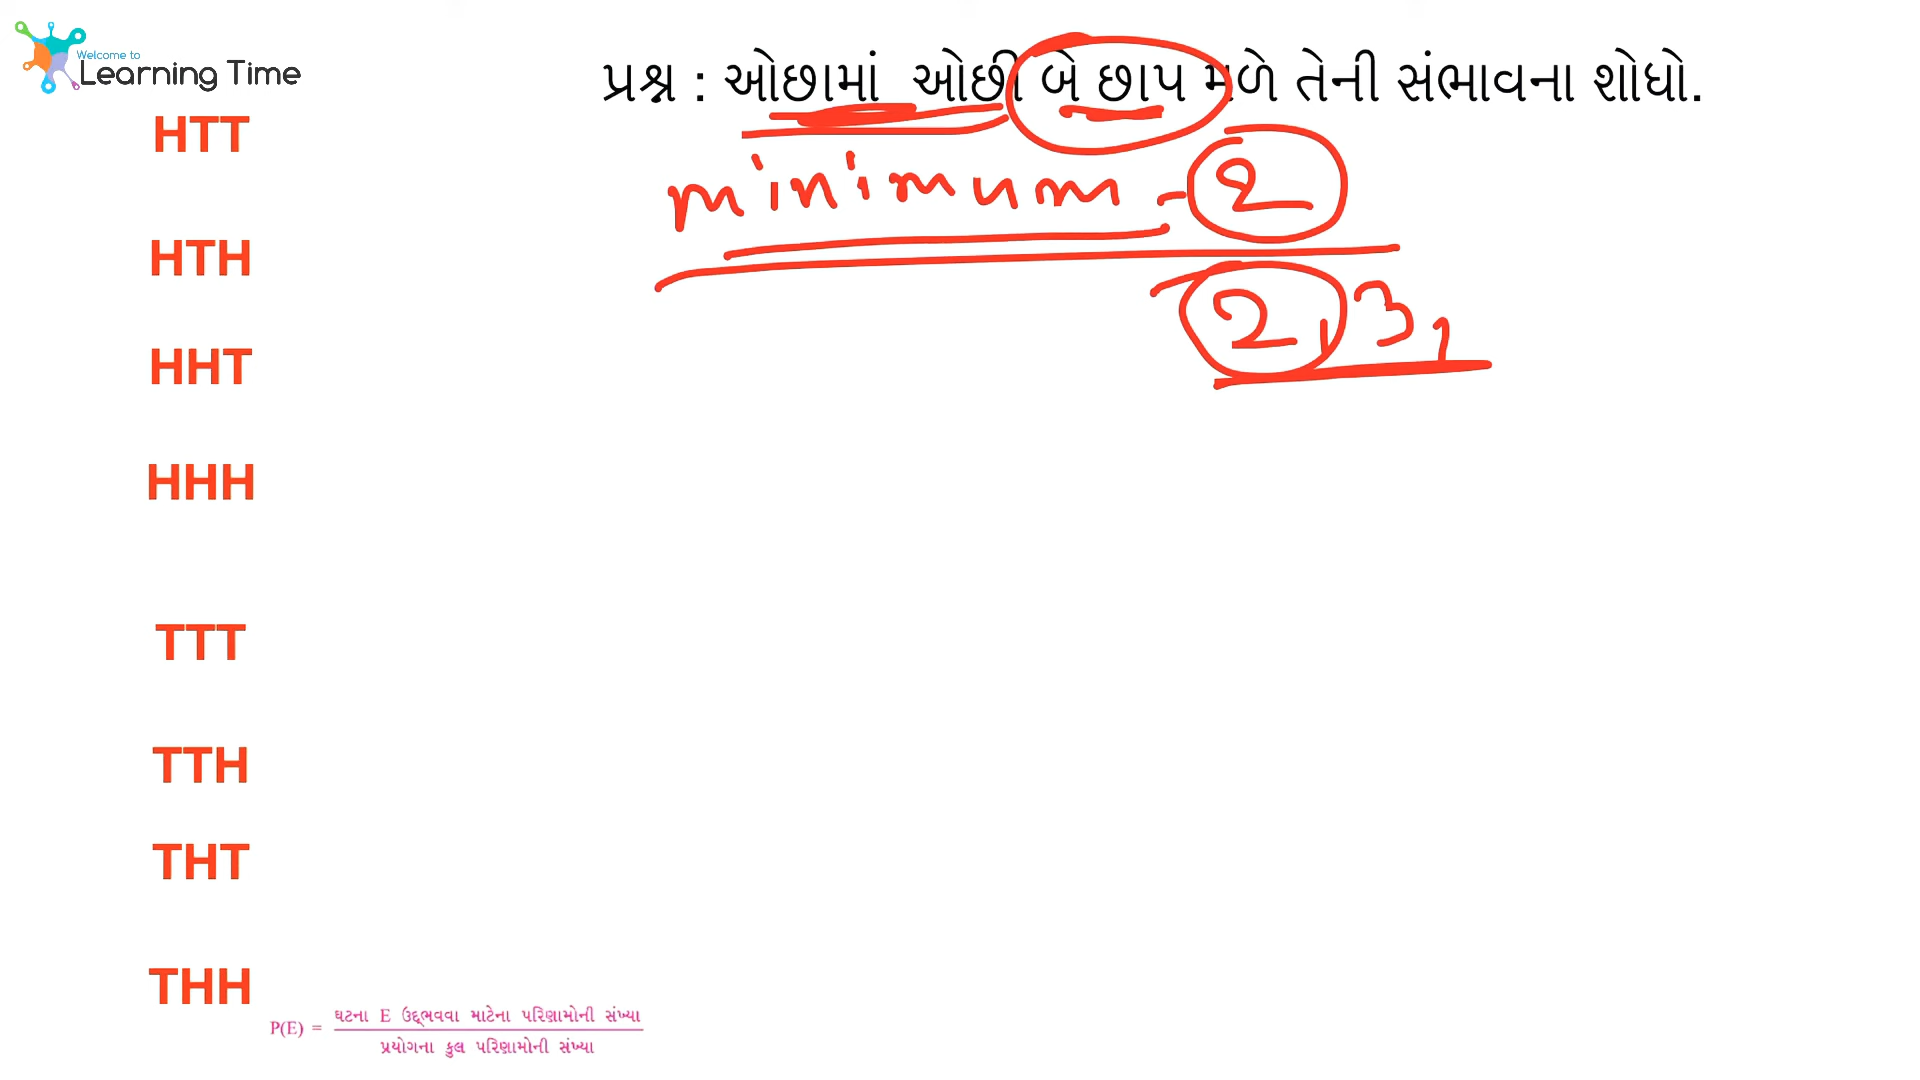 Welcome to
Learning Time
પ્રશ્ન : ઓછામાં ઓછી બે છાપ મળે તેની સંભાવના શોધો.
HTT
minimum - 2
HTH
2, 3,
HHT
HHH
TTT
TTH
THT
THH
P(E) = ઘટના E ઉદ્ભવવા માટેના પરિણામોની સંખ્યા
પ્રયોગના કુલ પરિણામોની સંખ્યા